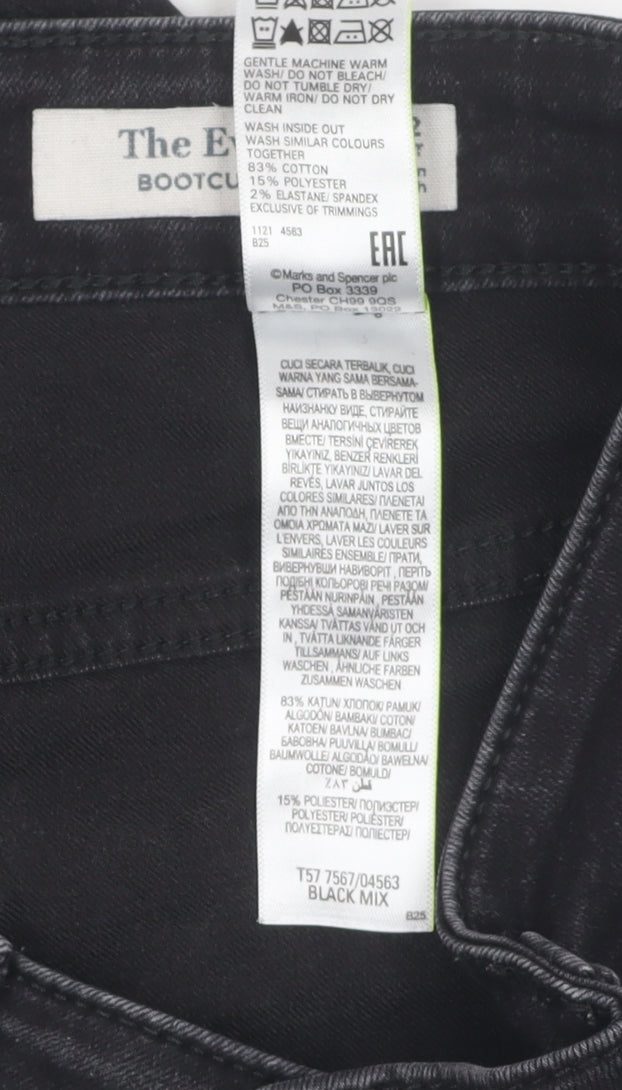 The Ev
BOOTCU
GENTLE MACHINE WARM
WASH/ DO NOT BLEACH/
DO NOT TUMBLE DRY/
WARM IRON/ DO NOT DRY
CLEAN
WASH INSIDE OUT
WASH SIMILAR COLOURS
TOGETHER
83% COTTON
15% POLYESTER
2% ELASTANE/ SPANDEX
EXCLUSIVE OF TRIMMINGS
1121 4563
B25
EAC
©Marks and Spencer plc
PO Box 3339
Chester CH99 9QS
M&S, PO Box 13022
CUCI SECARA TERBALIK, CUCI
WARNA YANG SAMA BERSAMA-
SAMA/ СТИРАТЬ В ВЫВЕРНУТОМ
НАИЗНАНКУ ВИДЕ, СТИРАЙТЕ
ВЕЩИ АНАЛОГИЧНЫХ ЦВЕТОВ
ВМЕСТЕ/ TERSİNİ ÇEVİREREK
YIKAYINIZ, BENZER RENKLERİ
BİRLİKTE YIKAYINIZ/ LAVAR DEL
REVÉS, LAVAR JUNTOS LOS
COLORES SIMILARES/ ΠΛΕΝΕΤΑΙ
ΑΠΟ ΤΗΝ ΑΝΑΠΟΔΗ, ΠΛΕΝΕΤΕ ΤΑ
ΟΜΟΙΑ ΧΡΩΜΑΤΑ ΜΑΖΙ/ LAVER SUR
L'ENVERS, LAVER LES COULEURS
SIMILAIRES ENSEMBLE/ ПРАТИ,
ВИВЕРНУВШИ НАВИВОРІТ , ПЕРІТЬ
ПОДІБНІ КОЛЬОРОВІ РЕЧІ РАЗОМ/
PESTÄÄN NURINPÄIN , PESTÄÄN
YHDESSÄ SAMANVÄRISTEN
KANSSA/ TVÄTTAS VÄND UT OCH
IN , TVÄTTA LIKNANDE FÄRGER
TILLSAMMANS/ AUF LINKS
WASCHEN , ÄHNLICHE FARBEN
ZUSAMMEN WASCHEN
83% KATUN/ ХЛОПОК/ PAMUK/
ALGODÓN/ ΒΑΜΒΑΚΙ/ COTON/
KATOEN/ BAVLNA/ BUMBAC/
БАВОВНА/ PUUVILLA/ BOMULL/
BAUMWOLLE/ ALGODÃO/ BAWEŁNA/
COTONE/ BOMULD/
قطن ٨٣٪
15% POLIESTER/ ПОЛИЭСТЕР/
POLYESTER/ POLIÉSTER/
ΠΟΛΥΕΣΤΕΡΑΣ/ ПОЛІЕСТЕР/
T57 7567/04563
BLACK MIX
B25